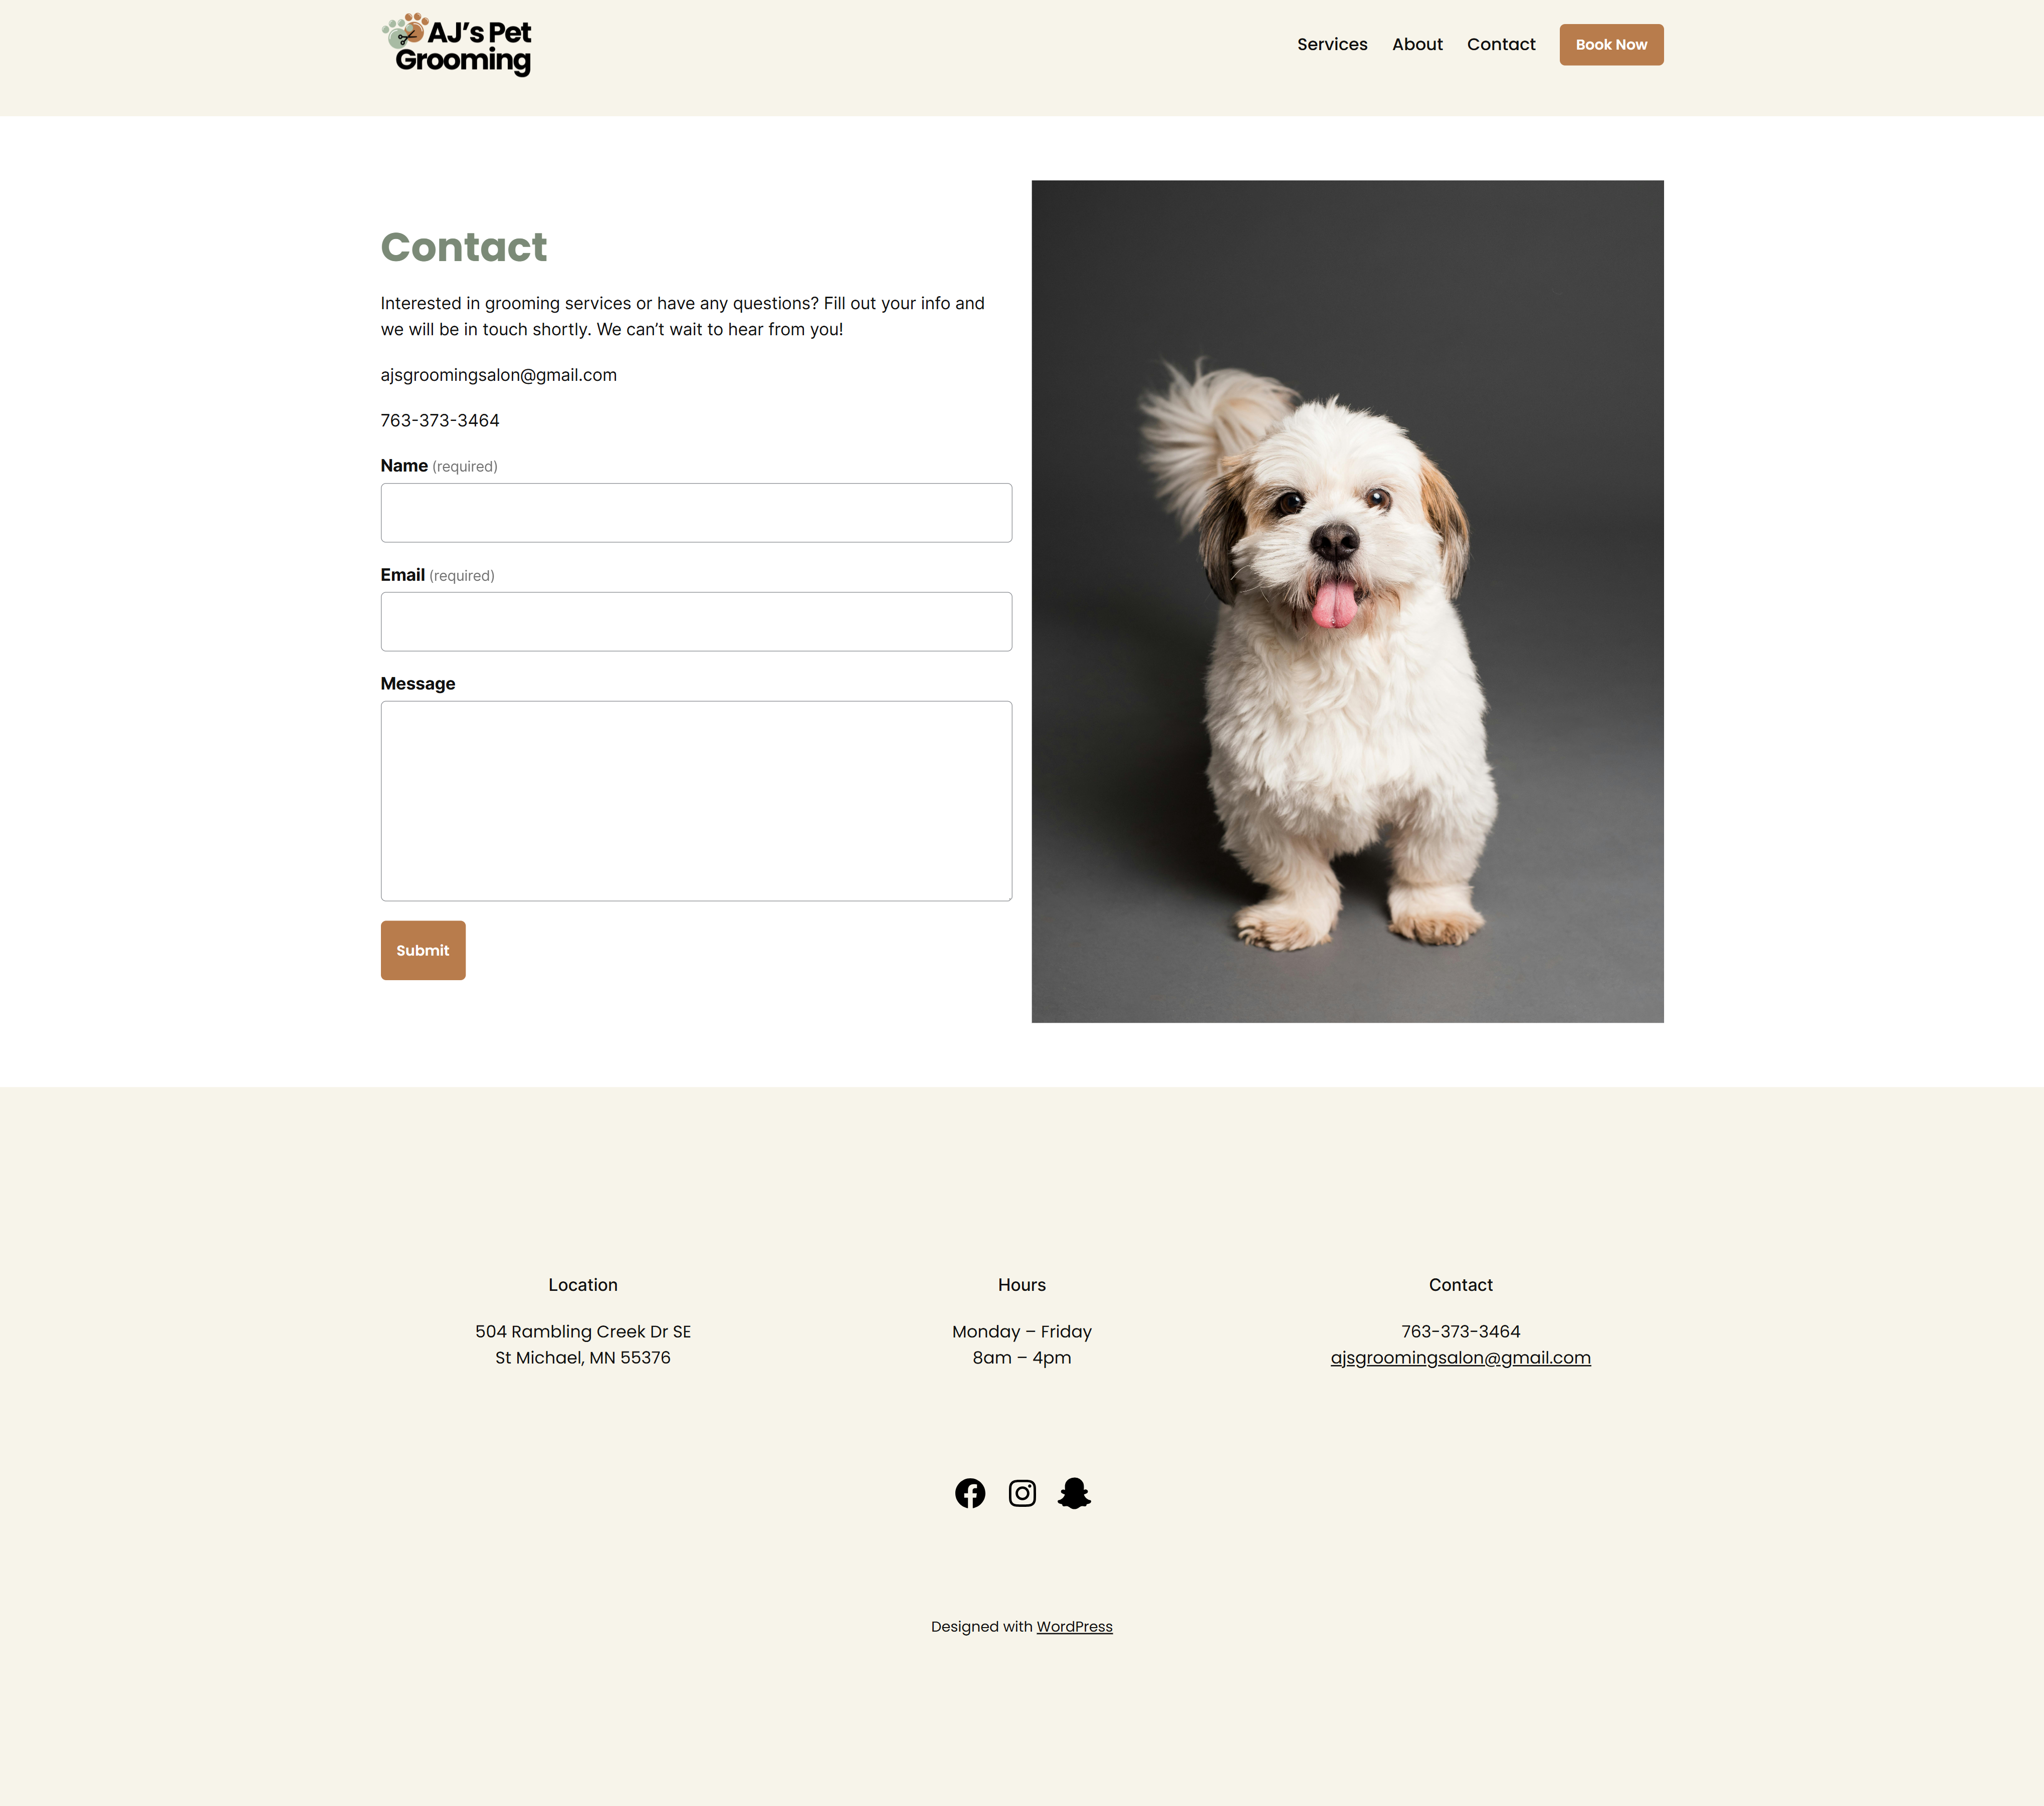 AJ’s Pet
Grooming
Services
About
Contact
Book Now
Contact
Interested in grooming services or have any questions? Fill out your info and
we will be in touch shortly. We can’t wait to hear from you!
ajsgroomingsalon@gmail.com
763-373-3464
Name (required)
Email (required)
Message
Submit
Location
504 Rambling Creek Dr SE
St Michael, MN 55376
Hours
Monday – Friday
8am – 4pm
Contact
763-373-3464
ajsgroomingsalon@gmail.com
Designed with WordPress